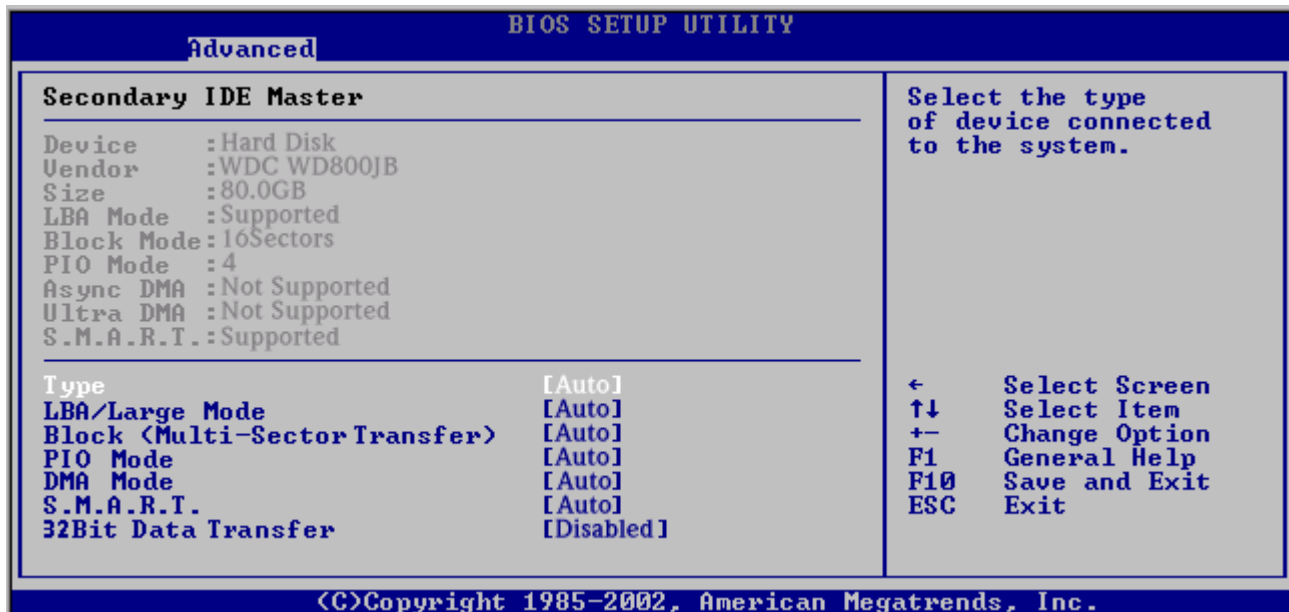 BIOS SETUP UTILITY
Advanced
Secondary IDE Master
Device :Hard Disk
Vendor :WDC WD800JB
Size :80.0GB
LBA Mode :Supported
Block Mode:16Sectors
PIO Mode :4
Async DMA :Not Supported
Ultra DMA :Not Supported
S.M.A.R.T.:Supported
Type [Auto]
LBA/Large Mode [Auto]
Block (Multi-Sector Transfer) [Auto]
PIO Mode [Auto]
DMA Mode [Auto]
S.M.A.R.T. [Auto]
32Bit Data Transfer [Disabled]
Select the type
of device connected
to the system.
← Select Screen
↑↓ Select Item
+- Change Option
F1 General Help
F10 Save and Exit
ESC Exit
(C)Copyright 1985-2002, American Megatrends, Inc.